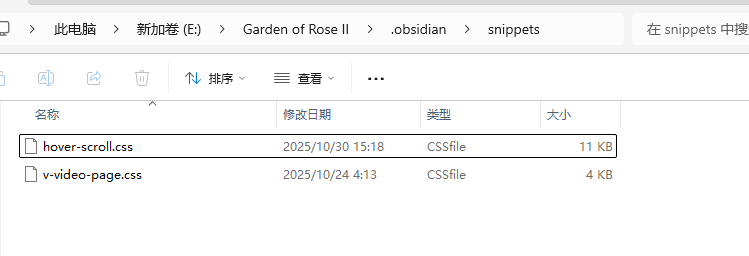 此电脑 > 新加卷 (E:) > Garden of Rose II > .obsidian > snippets 在 snippets 中搜
排序 查看 ...
名称 修改日期 类型 大小
hover-scroll.css 2025/10/30 15:18 CSSfile 11 KB
v-video-page.css 2025/10/24 4:13 CSSfile 4 KB